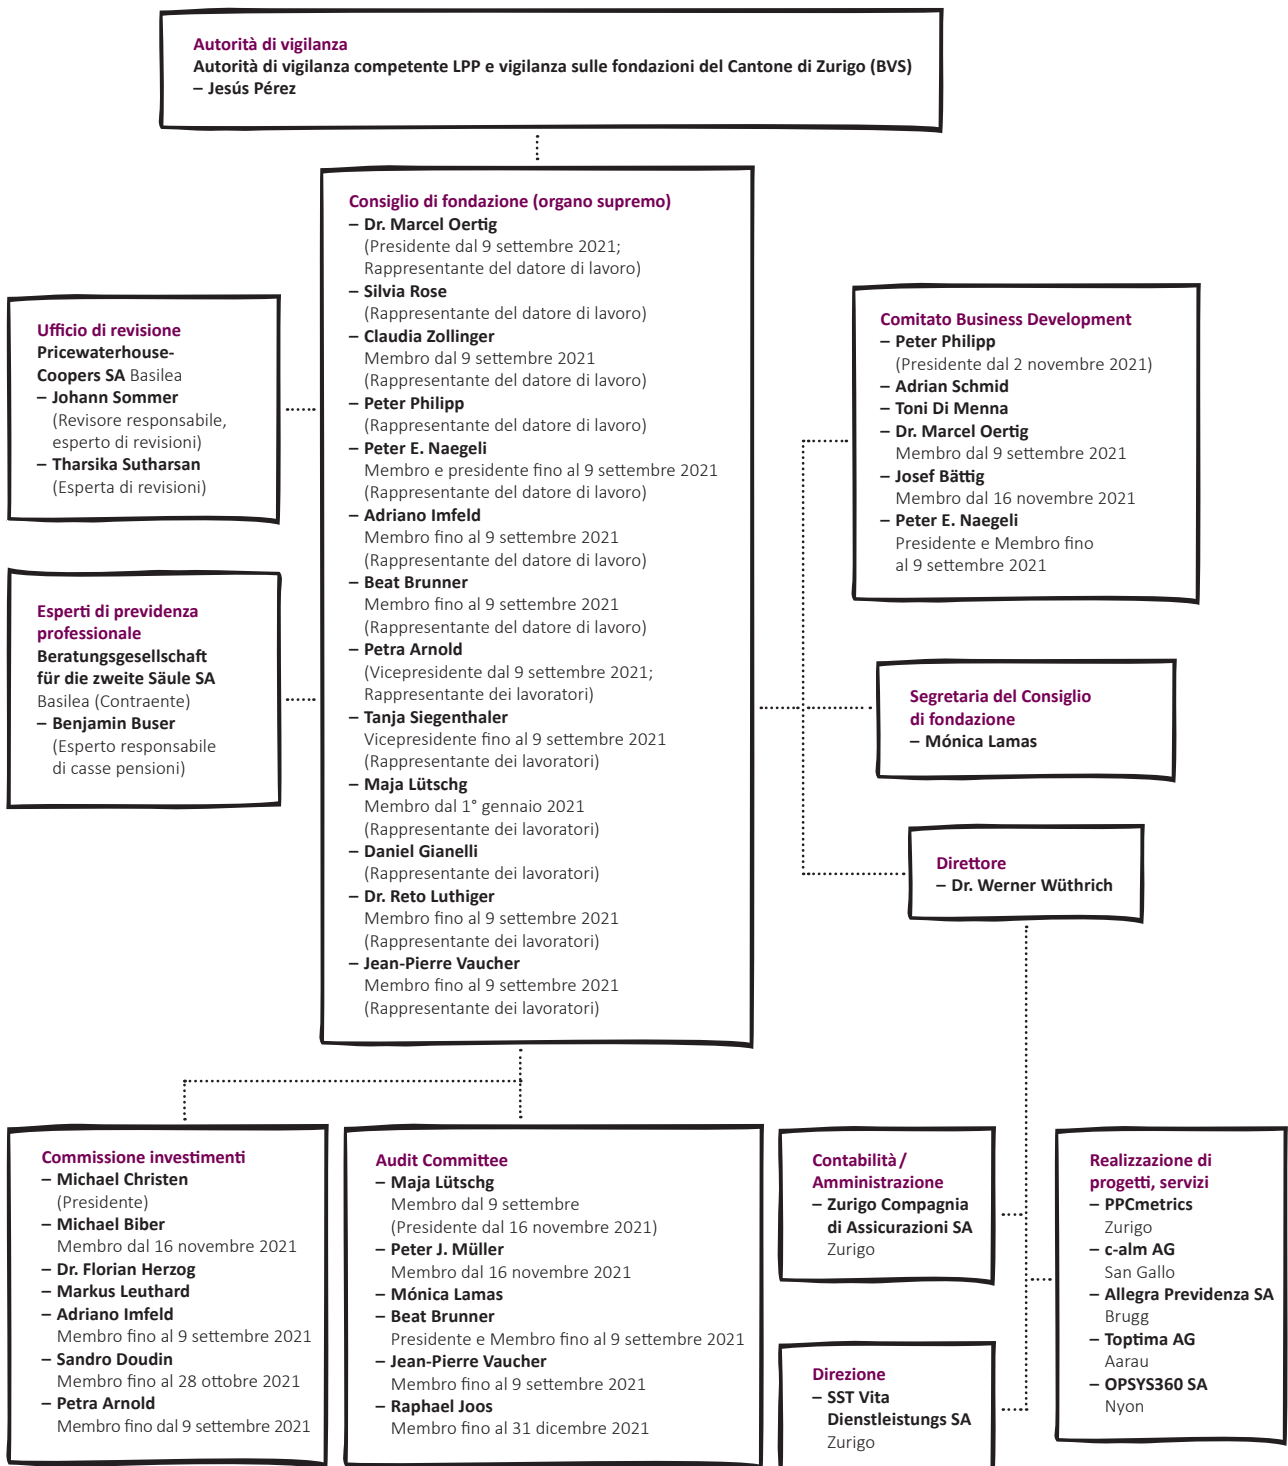 Autorità di vigilanza
Autorità di vigilanza competente LPP e vigilanza sulle fondazioni del Cantone di Zurigo (BVS)
– Jesús Pérez
Consiglio di fondazione (organo supremo)
– Dr. Marcel Oertig
(Presidente dal 9 settembre 2021;
Rappresentante del datore di lavoro)
– Silvia Rose
(Rappresentante del datore di lavoro)
– Claudia Zollinger
Membro dal 9 settembre 2021
(Rappresentante del datore di lavoro)
– Peter Philipp
(Rappresentante del datore di lavoro)
– Peter E. Naegeli
Membro e presidente fino al 9 settembre 2021
(Rappresentante del datore di lavoro)
– Adriano Imfeld
Membro fino al 9 settembre 2021
(Rappresentante del datore di lavoro)
– Beat Brunner
Membro fino al 9 settembre 2021
(Rappresentante del datore di lavoro)
– Petra Arnold
(Vicepresidente dal 9 settembre 2021;
Rappresentante dei lavoratori)
– Tanja Siegenthaler
Vicepresidente fino al 9 settembre 2021
(Rappresentante dei lavoratori)
– Maja Lütschg
Membro dal 1° gennaio 2021
(Rappresentante dei lavoratori)
– Daniel Gianelli
(Rappresentante dei lavoratori)
– Dr. Reto Luthiger
Membro fino al 9 settembre 2021
(Rappresentante dei lavoratori)
– Jean-Pierre Vaucher
Membro fino al 9 settembre 2021
(Rappresentante dei lavoratori)
Ufficio di revisione
Pricewaterhouse-
Coopers SA Basilea
– Johann Sommer
(Revisore responsabile,
esperto di revisioni)
– Tharsika Sutharsan
(Esperta di revisioni)
Esperti di previdenza
professionale
Beratungsgesellschaft
für die zweite Säule SA
Basilea (Contraente)
– Benjamin Buser
(Esperto responsabile
di casse pensioni)
Comitato Business Development
– Peter Philipp
(Presidente dal 2 novembre 2021)
– Adrian Schmid
– Toni Di Menna
– Dr. Marcel Oertig
Membro dal 9 settembre 2021
– Josef Bättig
Membro dal 16 novembre 2021
– Peter E. Naegeli
Presidente e Membro fino
al 9 settembre 2021
Segretaria del Consiglio
di fondazione
– Mónica Lamas
Direttore
– Dr. Werner Wüthrich
Commissione investimenti
– Michael Christen
(Presidente)
– Michael Biber
Membro dal 16 novembre 2021
– Dr. Florian Herzog
– Markus Leuthard
– Adriano Imfeld
Membro fino al 9 settembre 2021
– Sandro Doudin
Membro fino al 28 ottobre 2021
– Petra Arnold
Membro fino dal 9 settembre 2021
Audit Committee
– Maja Lütschg
Membro dal 9 settembre
(Presidente dal 16 novembre 2021)
– Peter J. Müller
Membro dal 16 novembre 2021
– Mónica Lamas
– Beat Brunner
Presidente e Membro fino al 9 settembre 2021
– Jean-Pierre Vaucher
Membro fino al 9 settembre 2021
– Raphael Joos
Membro fino al 31 dicembre 2021
Contabilità /
Amministrazione
– Zurigo Compagnia
di Assicurazioni SA
Zurigo
Direzione
– SST Vita
Dienstleistungs SA
Zurigo
Realizzazione di
progetti, servizi
– PPCmetrics
Zurigo
– c-alm AG
San Gallo
– Allegra Previdenza SA
Brugg
– Toptima AG
Aarau
– OPSYS360 SA
Nyon